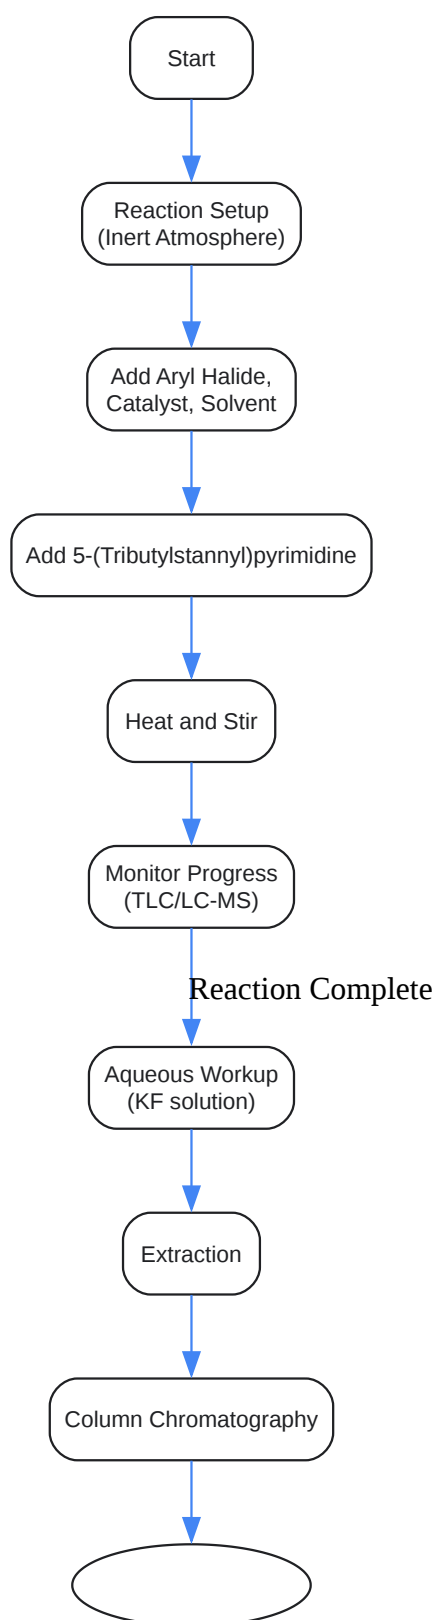 Start
Reaction Setup
(Inert Atmosphere)
Add Aryl Halide,
Catalyst, Solvent
Add 5-(Tributylstannyl)pyrimidine
Heat and Stir
Monitor Progress
(TLC/LC-MS)
Reaction Complete
Aqueous Workup
(KF solution)
Extraction
Column Chromatography